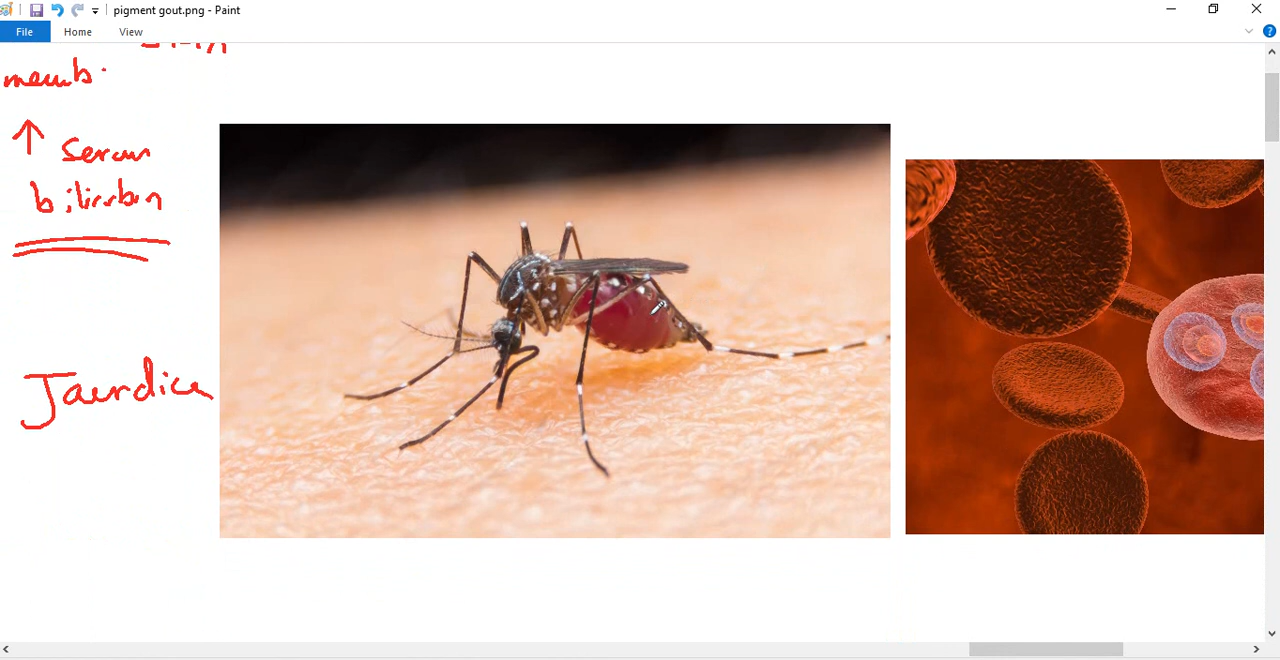 pigment gout.png - Paint
File Home View
memb.
↑ Serum
bilirubin
Jaundice